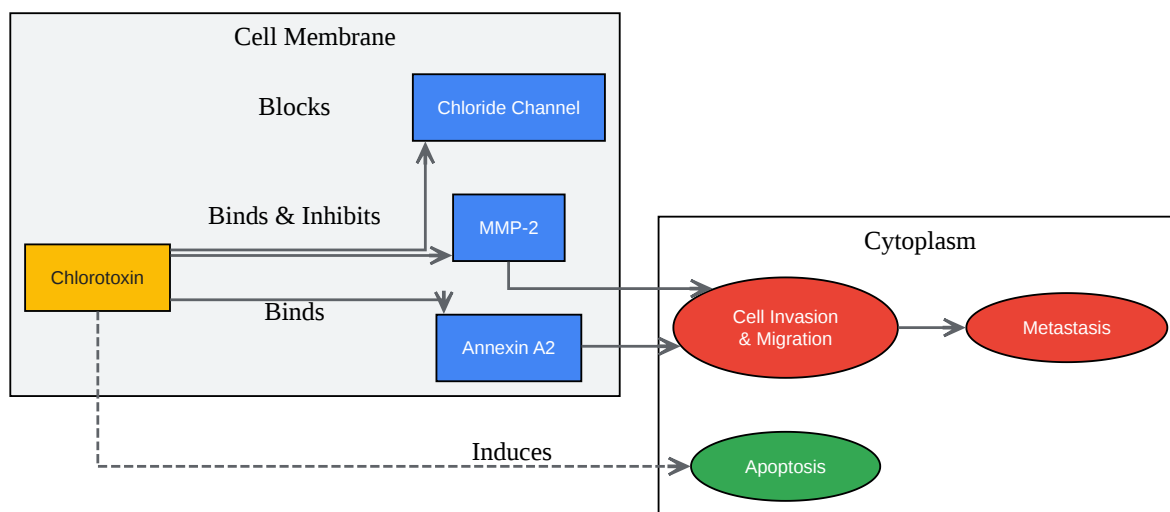 Cell Membrane
Blocks
Chloride Channel
Binds & Inhibits
MMP-2
Chlorotoxin
Binds
Annexin A2
Cytoplasm
Cell Invasion
& Migration
Metastasis
Induces
Apoptosis